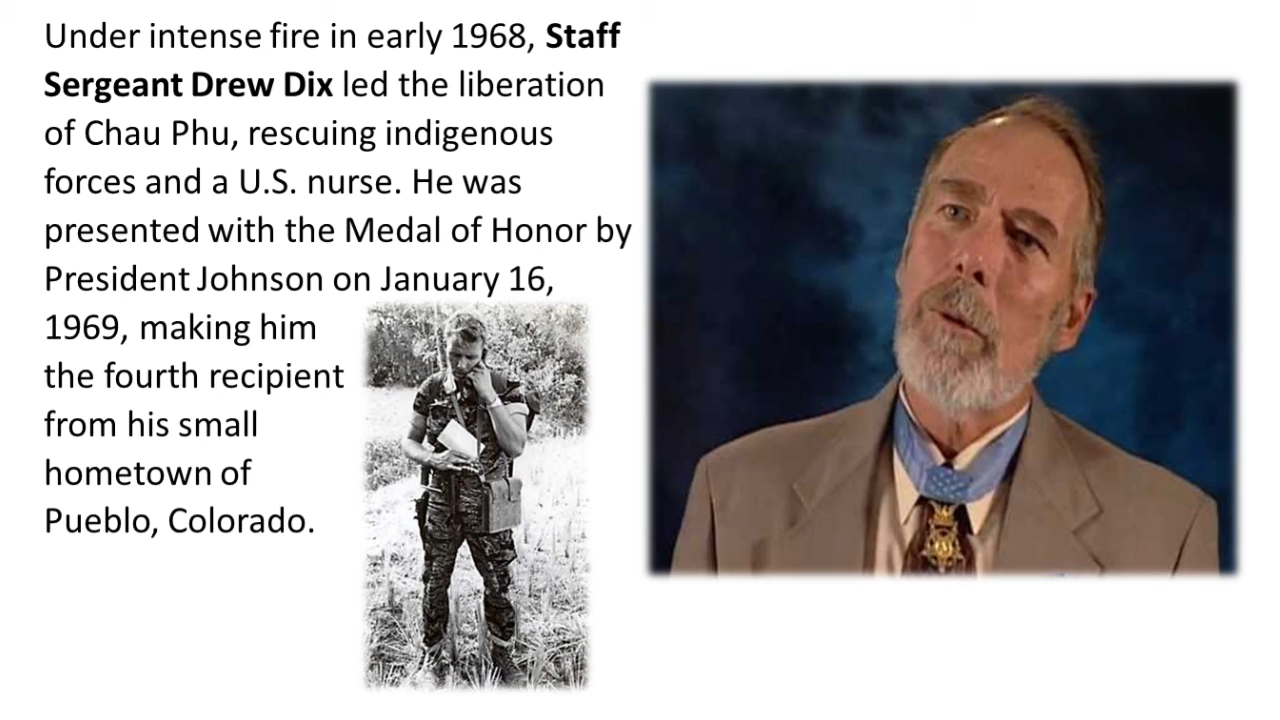 Under intense fire in early 1968, Staff
Sergeant Drew Dix led the liberation
of Chau Phu, rescuing indigenous
forces and a U.S. nurse. He was
presented with the Medal of Honor by
President Johnson on January 16,
1969, making him
the fourth recipient
from his small
hometown of
Pueblo, Colorado.